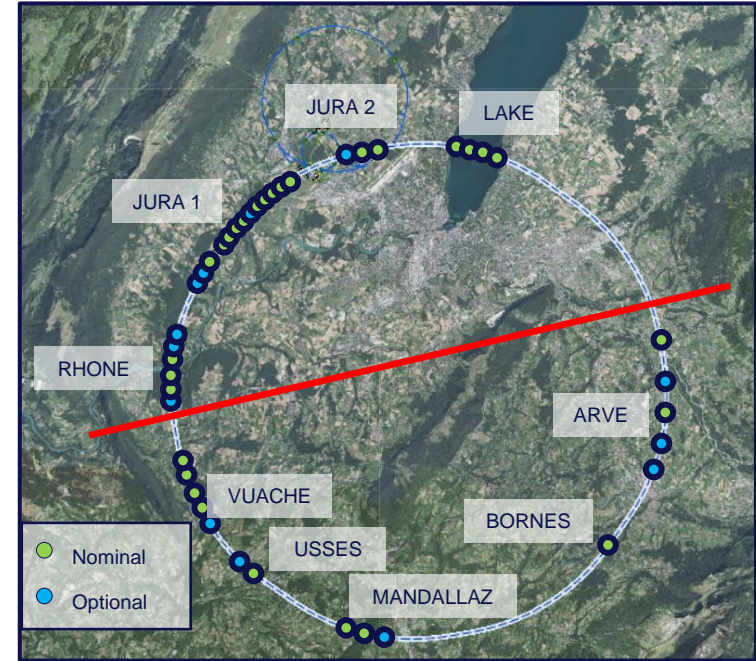 JURA 2
LAKE
JURA 1
RHONE
ARVE
VUACHE
BORNES
USSES
MANDALLAZ
Nominal
Optional